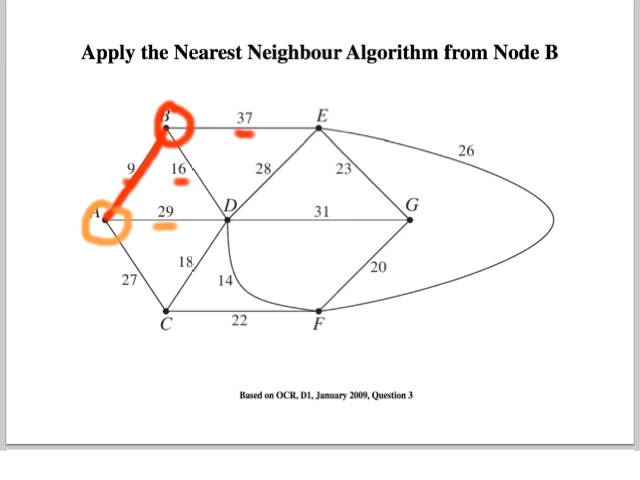 Apply the Nearest Neighbour Algorithm from Node B
B 37 E
26
9 16 28 23
A 29 D 31 G
27 18 14 20
C 22 F
Based on OCR, D1, January 2009, Question 3